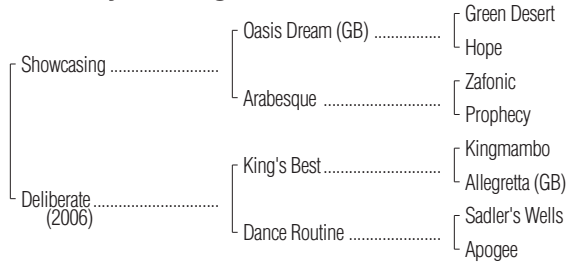 Green Desert
Oasis Dream (GB) ................
Hope
Showcasing ..........................
Zafonic
Arabesque ............................
Prophecy
Kingmambo
King's Best ............................
Allegretta (GB)
Deliberate ..............................
(2006)
Sadler's Wells
Dance Routine ......................
Apogee